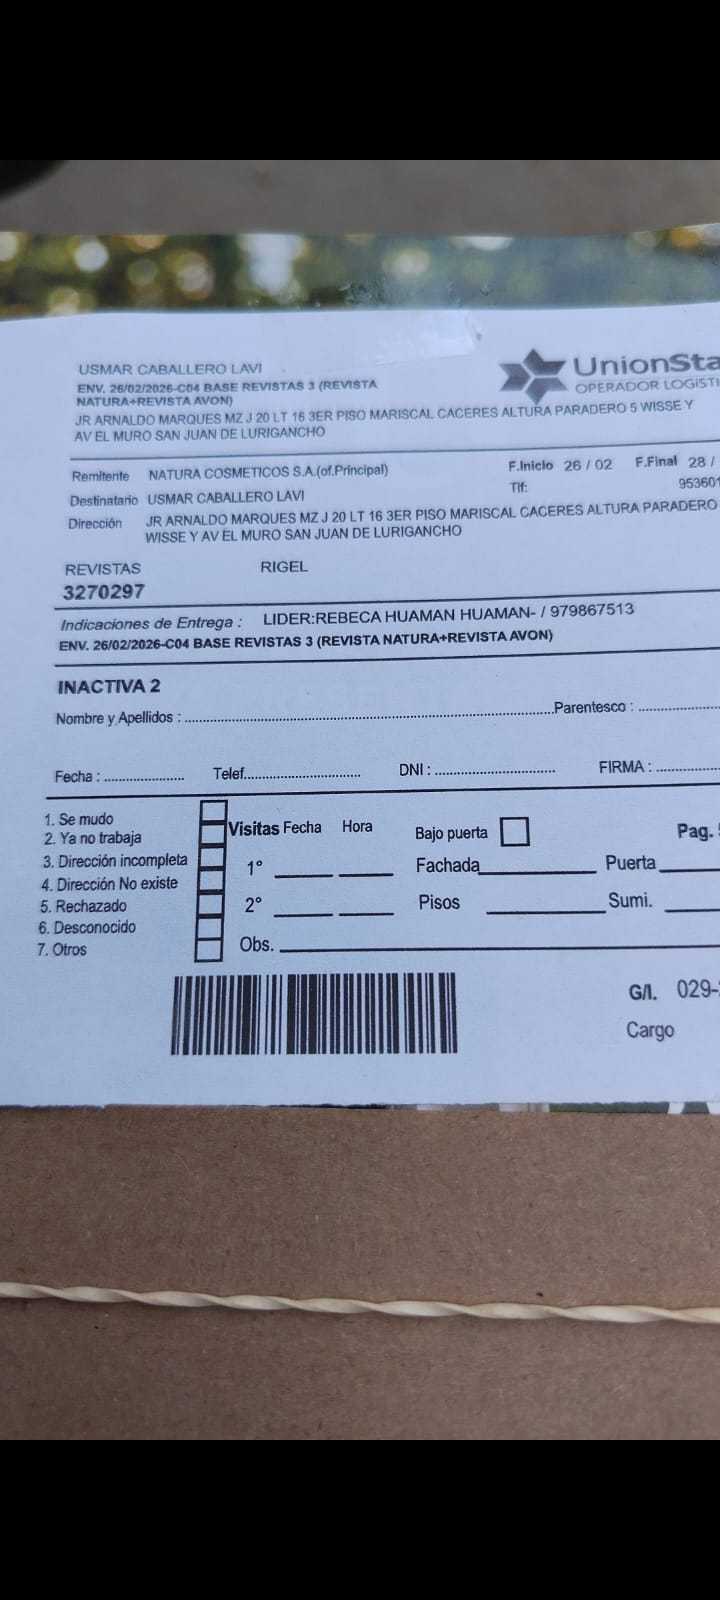 USMAR CABALLERO LAVI
ENV. 26/02/2026-C04 BASE REVISTAS 3 (REVISTA
NATURA+REVISTA AVON)
JR ARNALDO MARQUES MZ J 20 LT 16 3ER PISO MARISCAL CACERES ALTURA PARADERO 5 WISSE Y
AV EL MURO SAN JUAN DE LURIGANCHO
UnionSta
OPERADOR LOGISTI
Remitente NATURA COSMETICOS S.A.(of.Principal) F.Inicio 26 / 02 F.Final 28 /
Destinatario USMAR CABALLERO LAVI Tlf: 953601
Dirección JR ARNALDO MARQUES MZ J 20 LT 16 3ER PISO MARISCAL CACERES ALTURA PARADERO
WISSE Y AV EL MURO SAN JUAN DE LURIGANCHO
REVISTAS RIGEL
3270297
Indicaciones de Entrega : LIDER:REBECA HUAMAN HUAMAN- / 979867513
ENV. 26/02/2026-C04 BASE REVISTAS 3 (REVISTA NATURA+REVISTA AVON)
INACTIVA 2
Nombre y Apellidos : Parentesco :
Fecha : Telef. DNI : FIRMA :
1. Se mudo
2. Ya no trabaja
3. Dirección incompleta
4. Dirección No existe
5. Rechazado
6. Desconocido
7. Otros
Visitas Fecha Hora Bajo puerta Pag.
1° Fachada Puerta
2° Pisos Sumi.
Obs.
G/I. 029-
Cargo